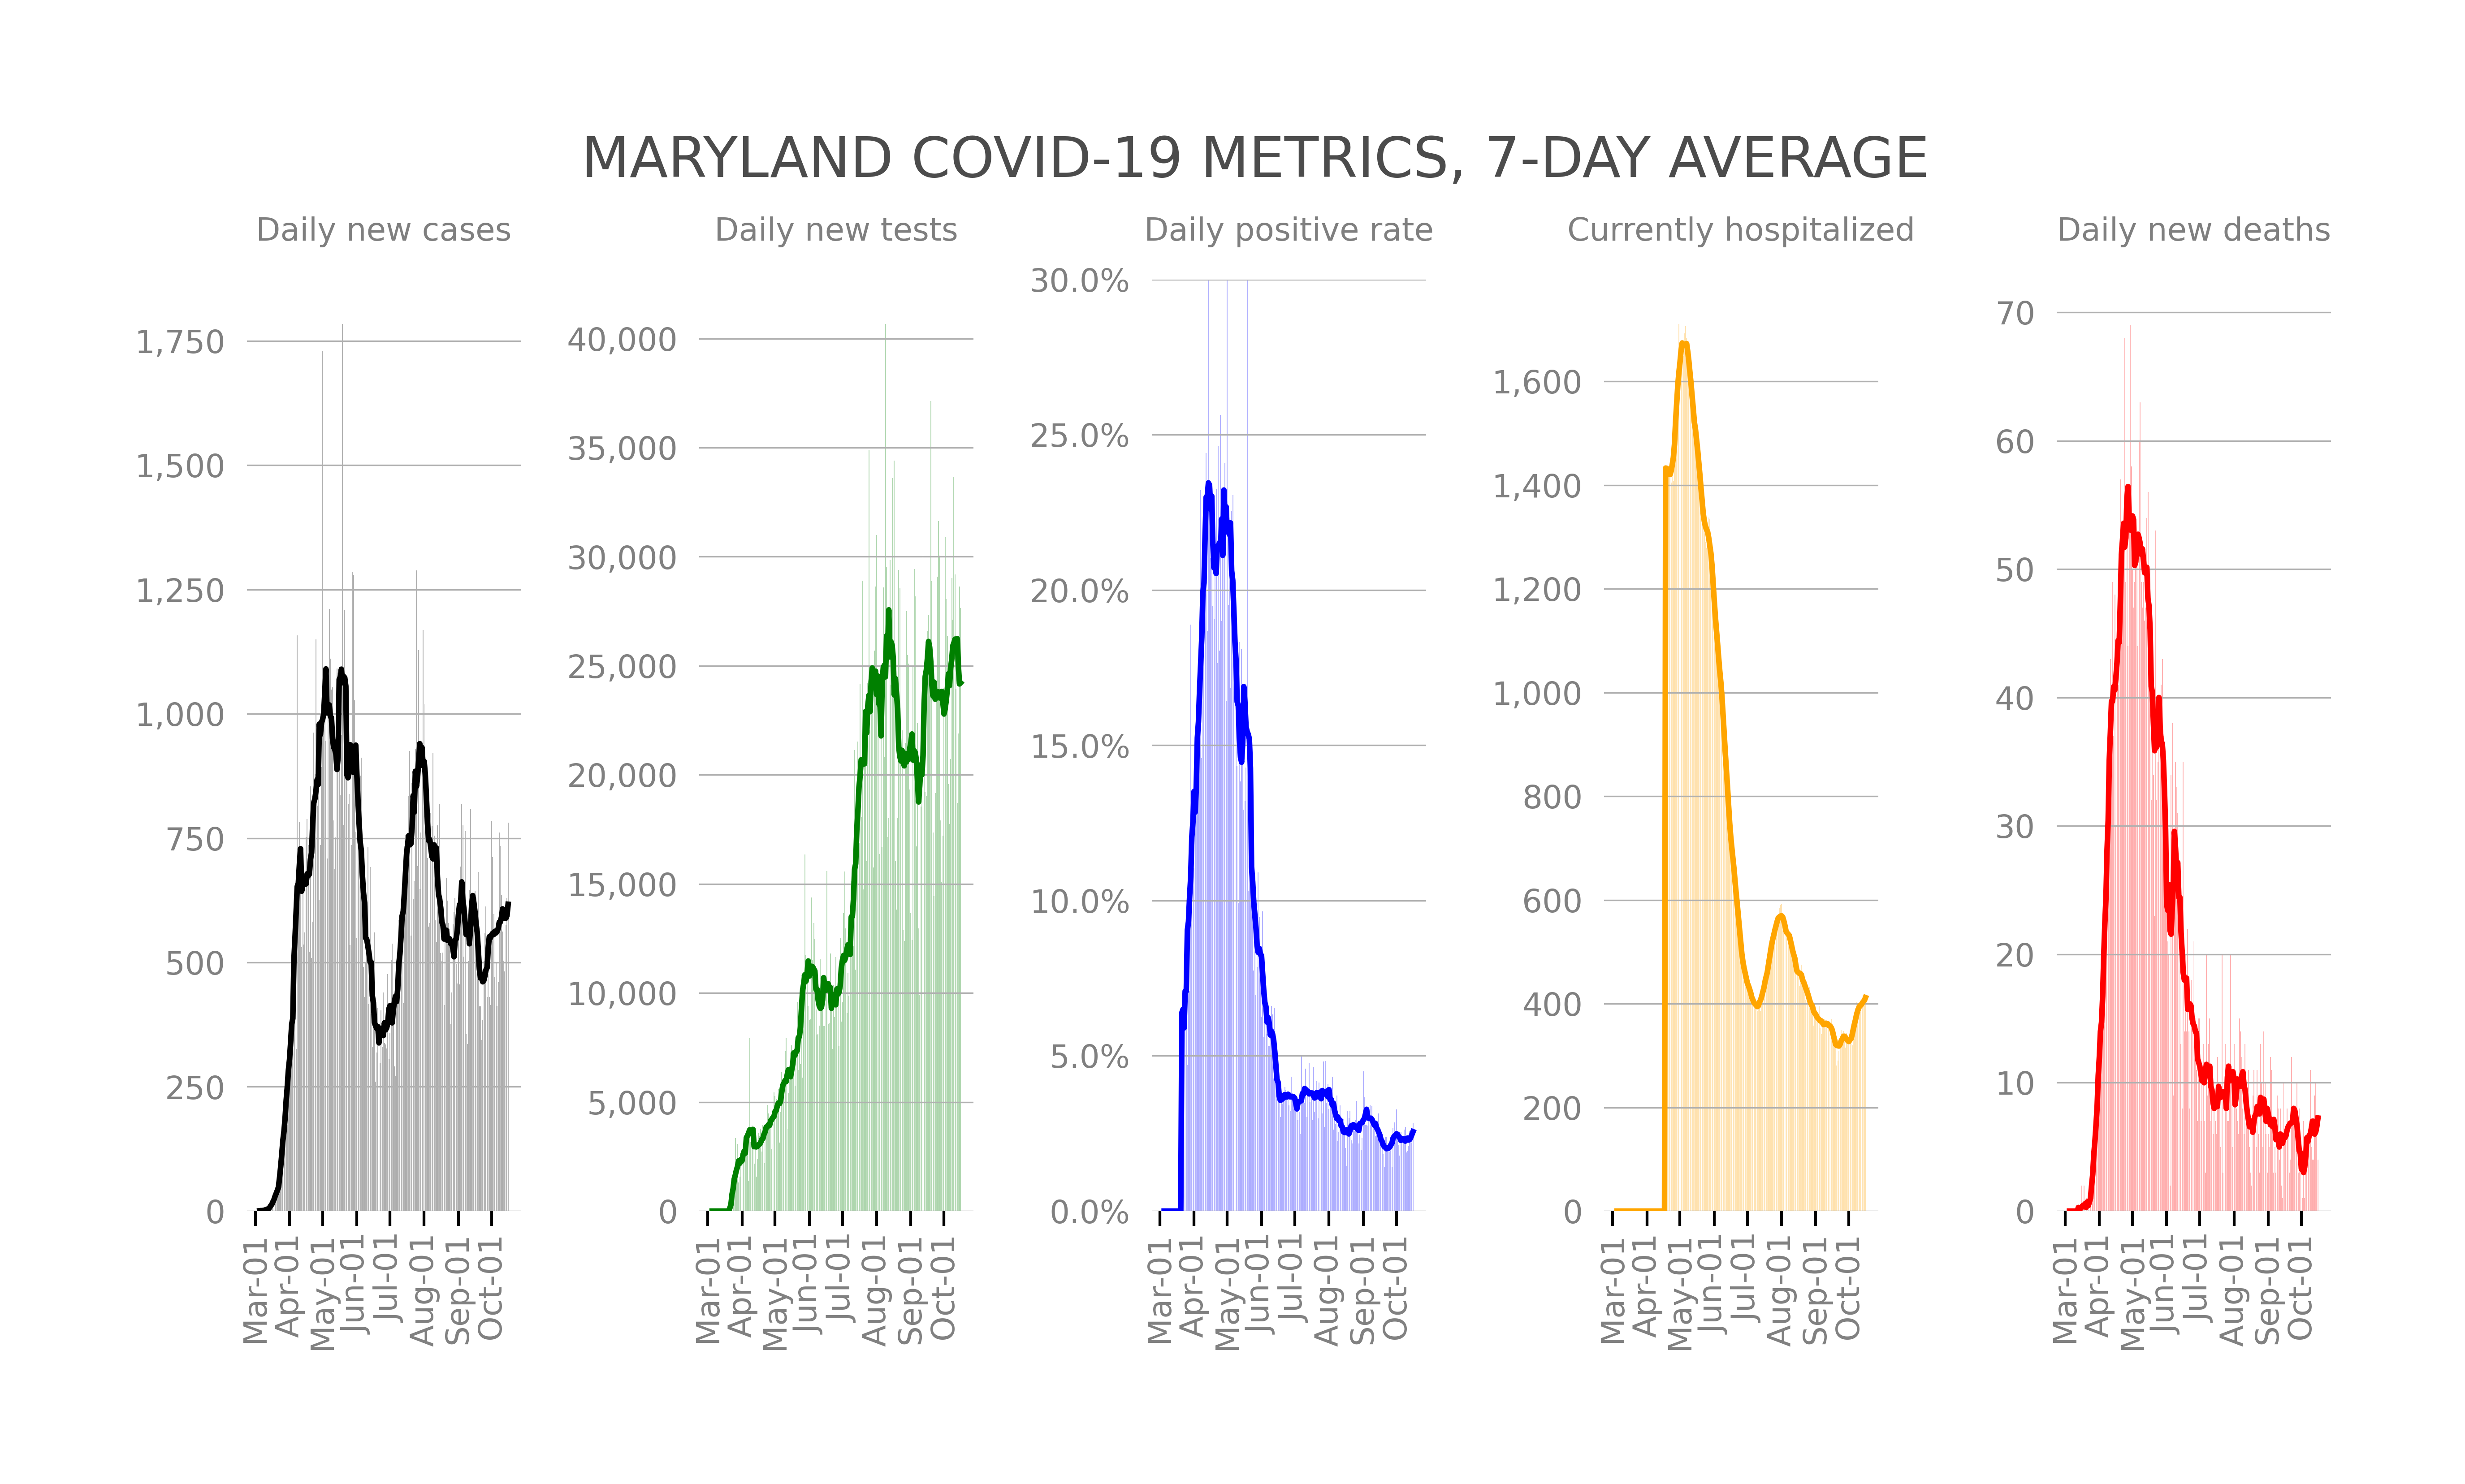 MARYLAND COVID-19 METRICS, 7-DAY AVERAGE
Daily new cases
1,750
1,500
1,250
1,000
750
500
250
0
Mar-01
Apr-01
May-01
Jun-01
Jul-01
Aug-01
Sep-01
Oct-01
Daily new tests
40,000
35,000
30,000
25,000
20,000
15,000
10,000
5,000
0
Mar-01
Apr-01
May-01
Jun-01
Jul-01
Aug-01
Sep-01
Oct-01
Daily positive rate
30.0%
25.0%
20.0%
15.0%
10.0%
5.0%
0.0%
Mar-01
Apr-01
May-01
Jun-01
Jul-01
Aug-01
Sep-01
Oct-01
Currently hospitalized
1,600
1,400
1,200
1,000
800
600
400
200
0
Mar-01
Apr-01
May-01
Jun-01
Jul-01
Aug-01
Sep-01
Oct-01
Daily new deaths
70
60
50
40
30
20
10
0
Mar-01
Apr-01
May-01
Jun-01
Jul-01
Aug-01
Sep-01
Oct-01